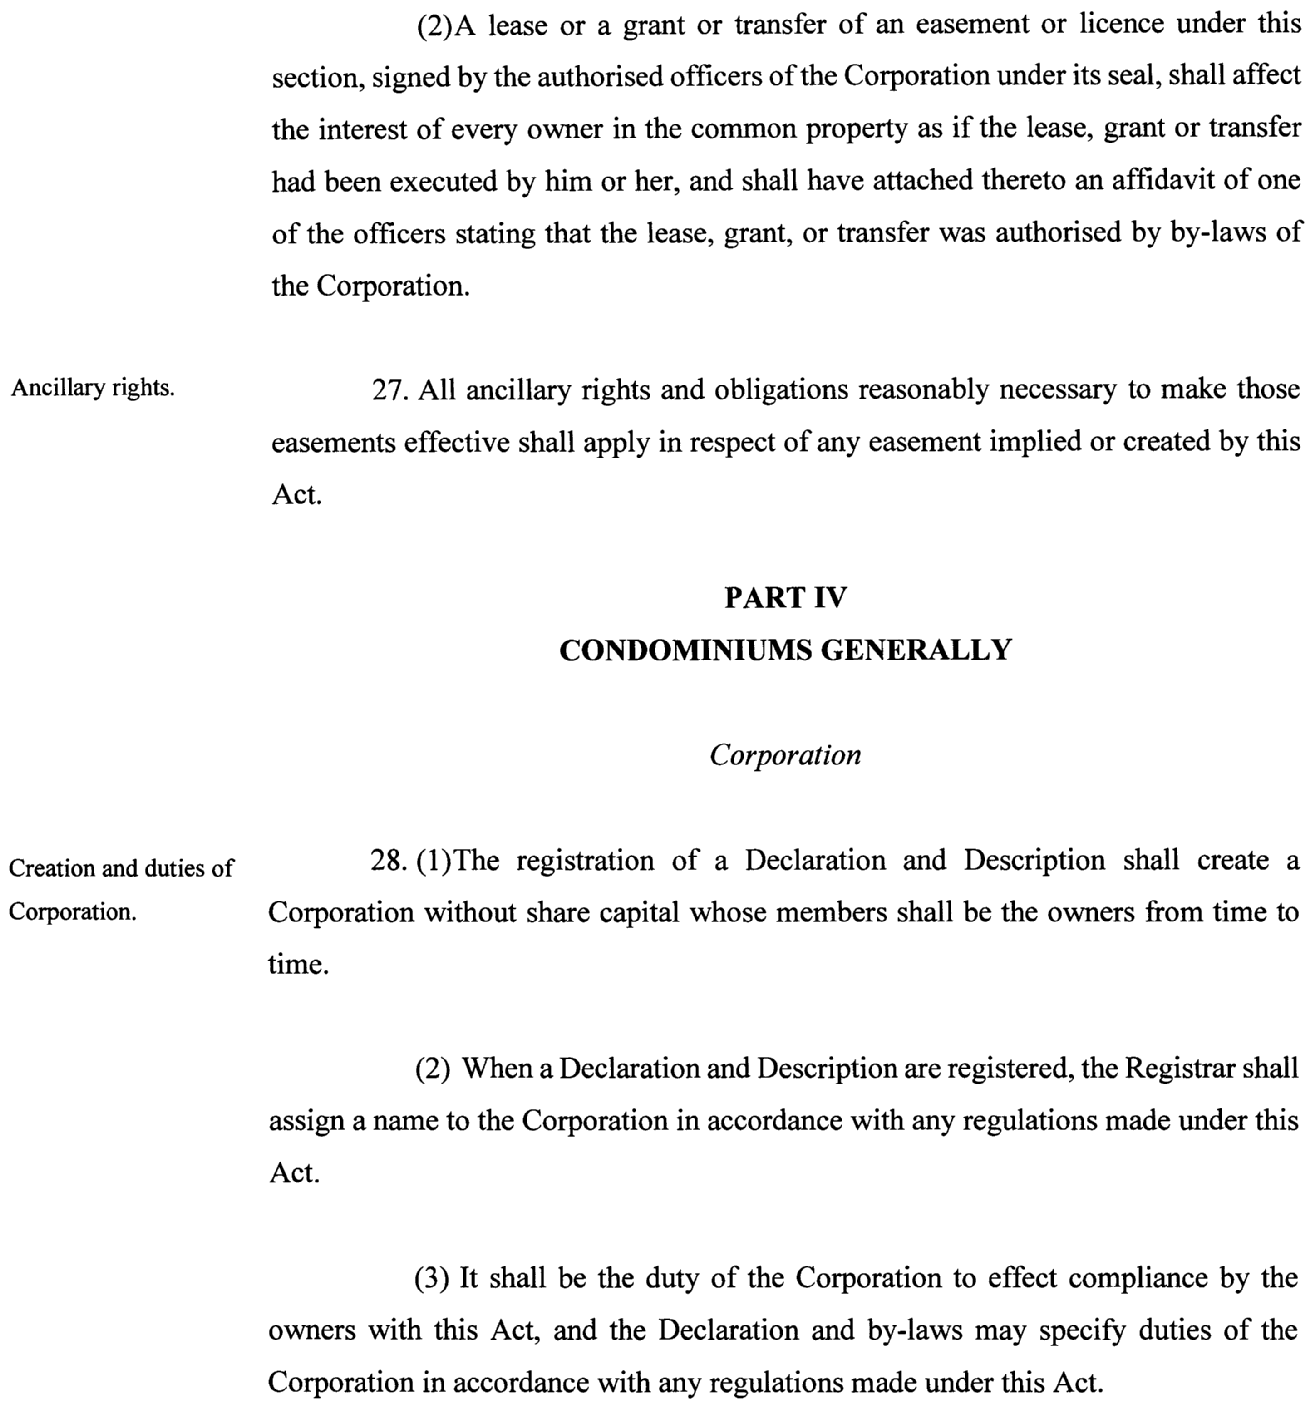 (2)A lease or a grant or transfer of an easement or licence under this
section, signed by the authorised officers of the Corporation under its seal, shall affect
the interest of every owner in the common property as if the lease, grant or transfer
had been executed by him or her, and shall have attached thereto an affidavit of one
of the officers stating that the lease, grant, or transfer was authorised by by-laws of
the Corporation.
Ancillary rights.
27. All ancillary rights and obligations reasonably necessary to make those
easements effective shall apply in respect of any easement implied or created by this
Act.
PART IV
CONDOMINIUMS GENERALLY
Corporation
Creation and duties of
Corporation.
28. (1)The registration of a Declaration and Description shall create a
Corporation without share capital whose members shall be the owners from time to
time.
(2) When a Declaration and Description are registered, the Registrar shall
assign a name to the Corporation in accordance with any regulations made under this
Act.
(3) It shall be the duty of the Corporation to effect compliance by the
owners with this Act, and the Declaration and by-laws may specify duties of the
Corporation in accordance with any regulations made under this Act.